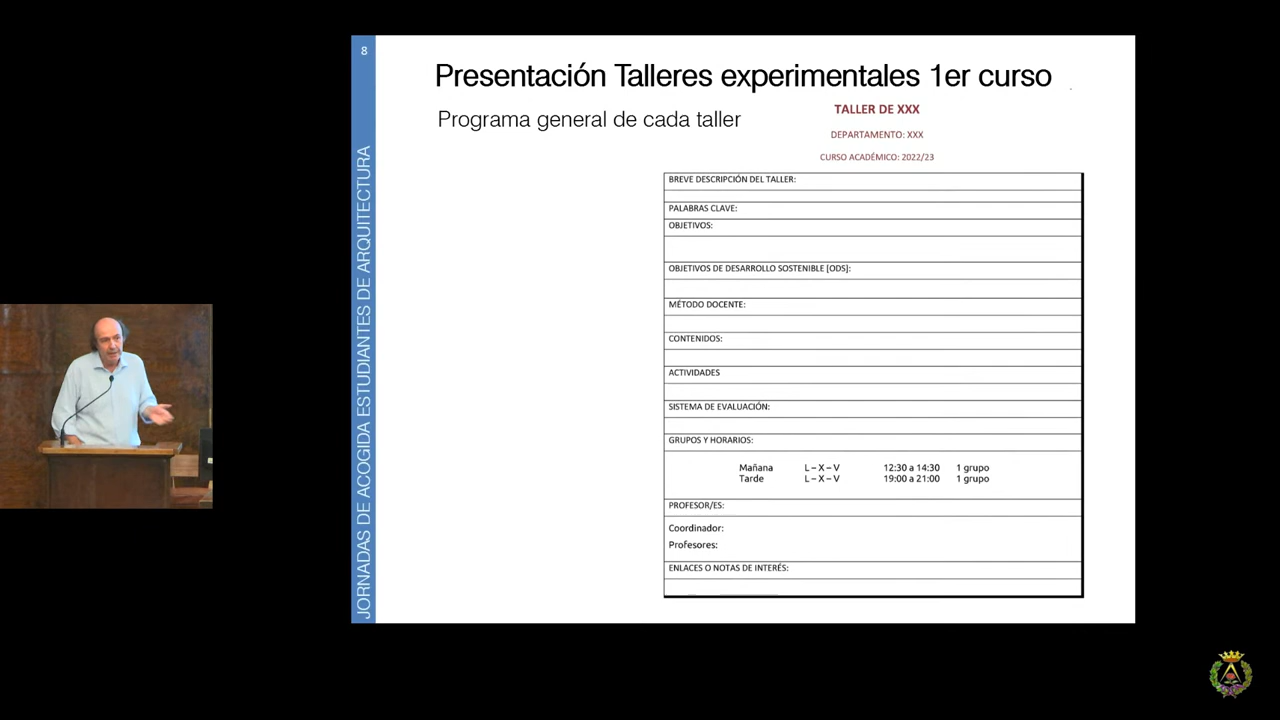 8
JORNADAS DE ACOGIDA ESTUDIANTES DE ARQUITECTURA
Presentación Talleres experimentales 1er curso
Programa general de cada taller
TALLER DE XXX
DEPARTAMENTO: XXX
CURSO ACADÉMICO: 2022/23
BREVE DESCRIPCIÓN DEL TALLER:
PALABRAS CLAVE:
OBJETIVOS:
OBJETIVOS DE DESARROLLO SOSTENIBLE [ODS]:
MÉTODO DOCENTE:
CONTENIDOS:
ACTIVIDADES
SISTEMA DE EVALUACIÓN:
GRUPOS Y HORARIOS:
Mañana L – X – V 12:30 a 14:30 1 grupo
Tarde L – X – V 19:00 a 21:00 1 grupo
PROFESOR/ES:
Coordinador:
Profesores:
ENLACES O NOTAS DE INTERÉS: